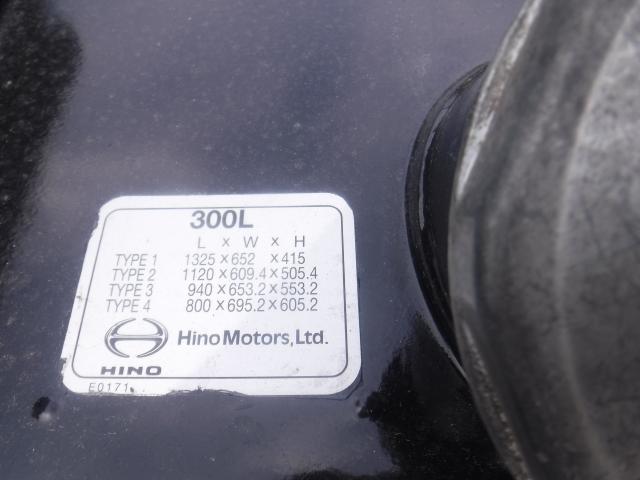 300L
L × W × H
TYPE 1 1325×652 ×415
TYPE 2 1120×609.4×505.4
TYPE 3 940×653.2×553.2
TYPE 4 800×695.2×605.2
HINO Hino Motors, Ltd.
E0171